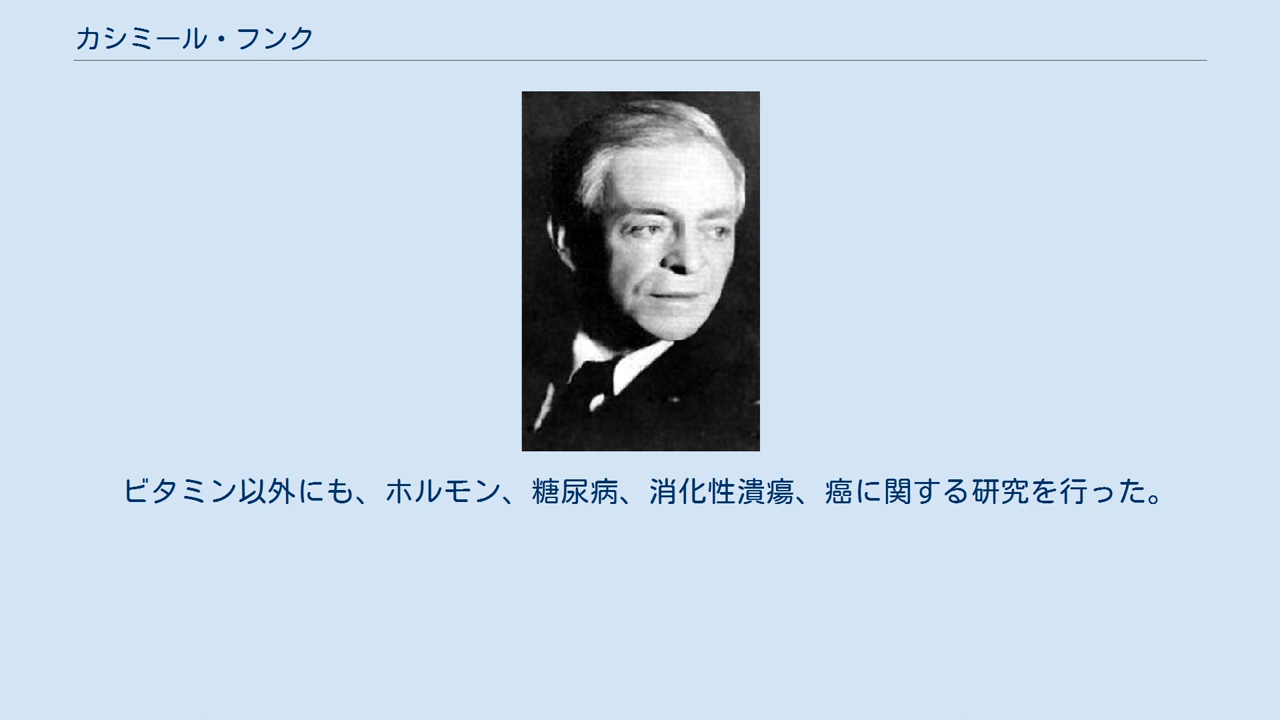 カシミール・フンク
ビタミン以外にも、ホルモン、糖尿病、消化性潰瘍、癌に関する研究を行った。